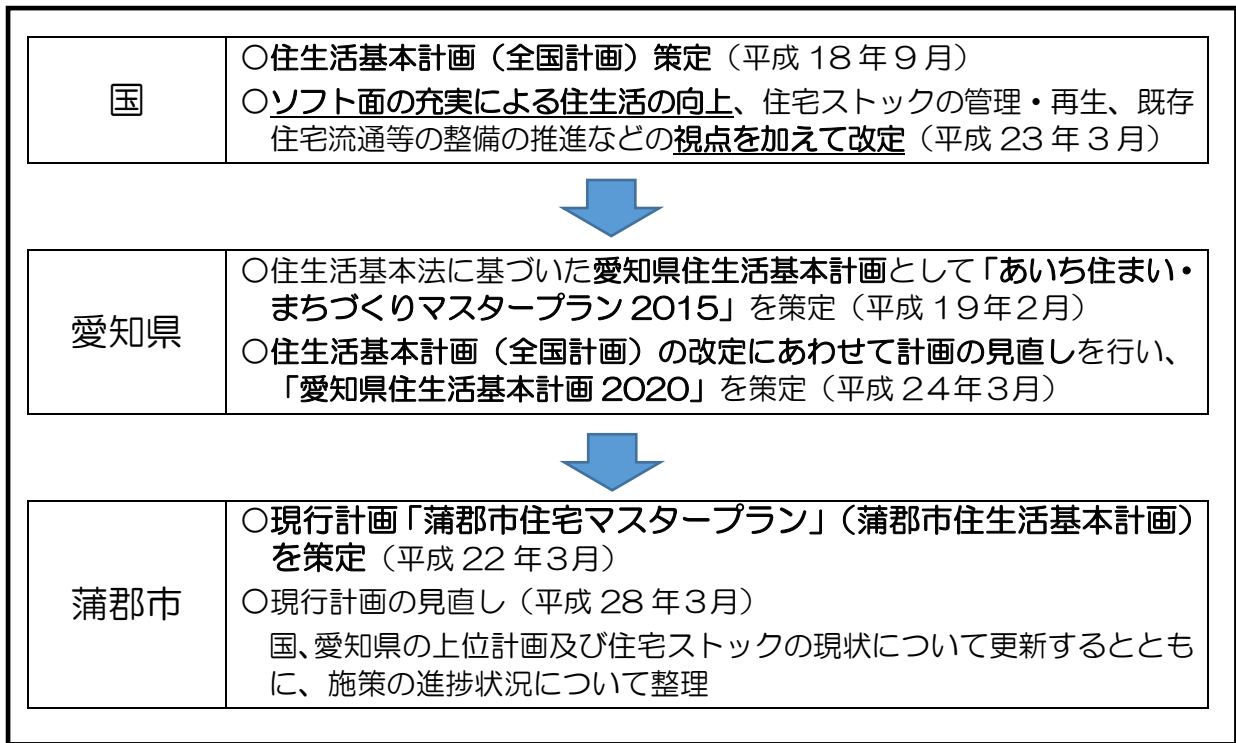 国
○住生活基本計画（全国計画）策定（平成 18 年 9 月）
○ソフト面の充実による住生活の向上、住宅ストックの管理・再生、既存
住宅流通等の整備の推進などの視点を加えて改定（平成 23 年 3 月）
愛知県
○住生活基本法に基づいた愛知県住生活基本計画として「あいち住まい・
まちづくりマスタープラン 2015」を策定（平成 19年2月）
○住生活基本計画（全国計画）の改定にあわせて計画の見直しを行い、
「愛知県住生活基本計画 2020」を策定（平成 24年3月）
蒲郡市
○現行計画「蒲郡市住宅マスタープラン」（蒲郡市住生活基本計画）
を策定（平成 22 年3月）
○現行計画の見直し（平成 28 年3月）
国、愛知県の上位計画及び住宅ストックの現状について更新するととも
に、施策の進捗状況について整理